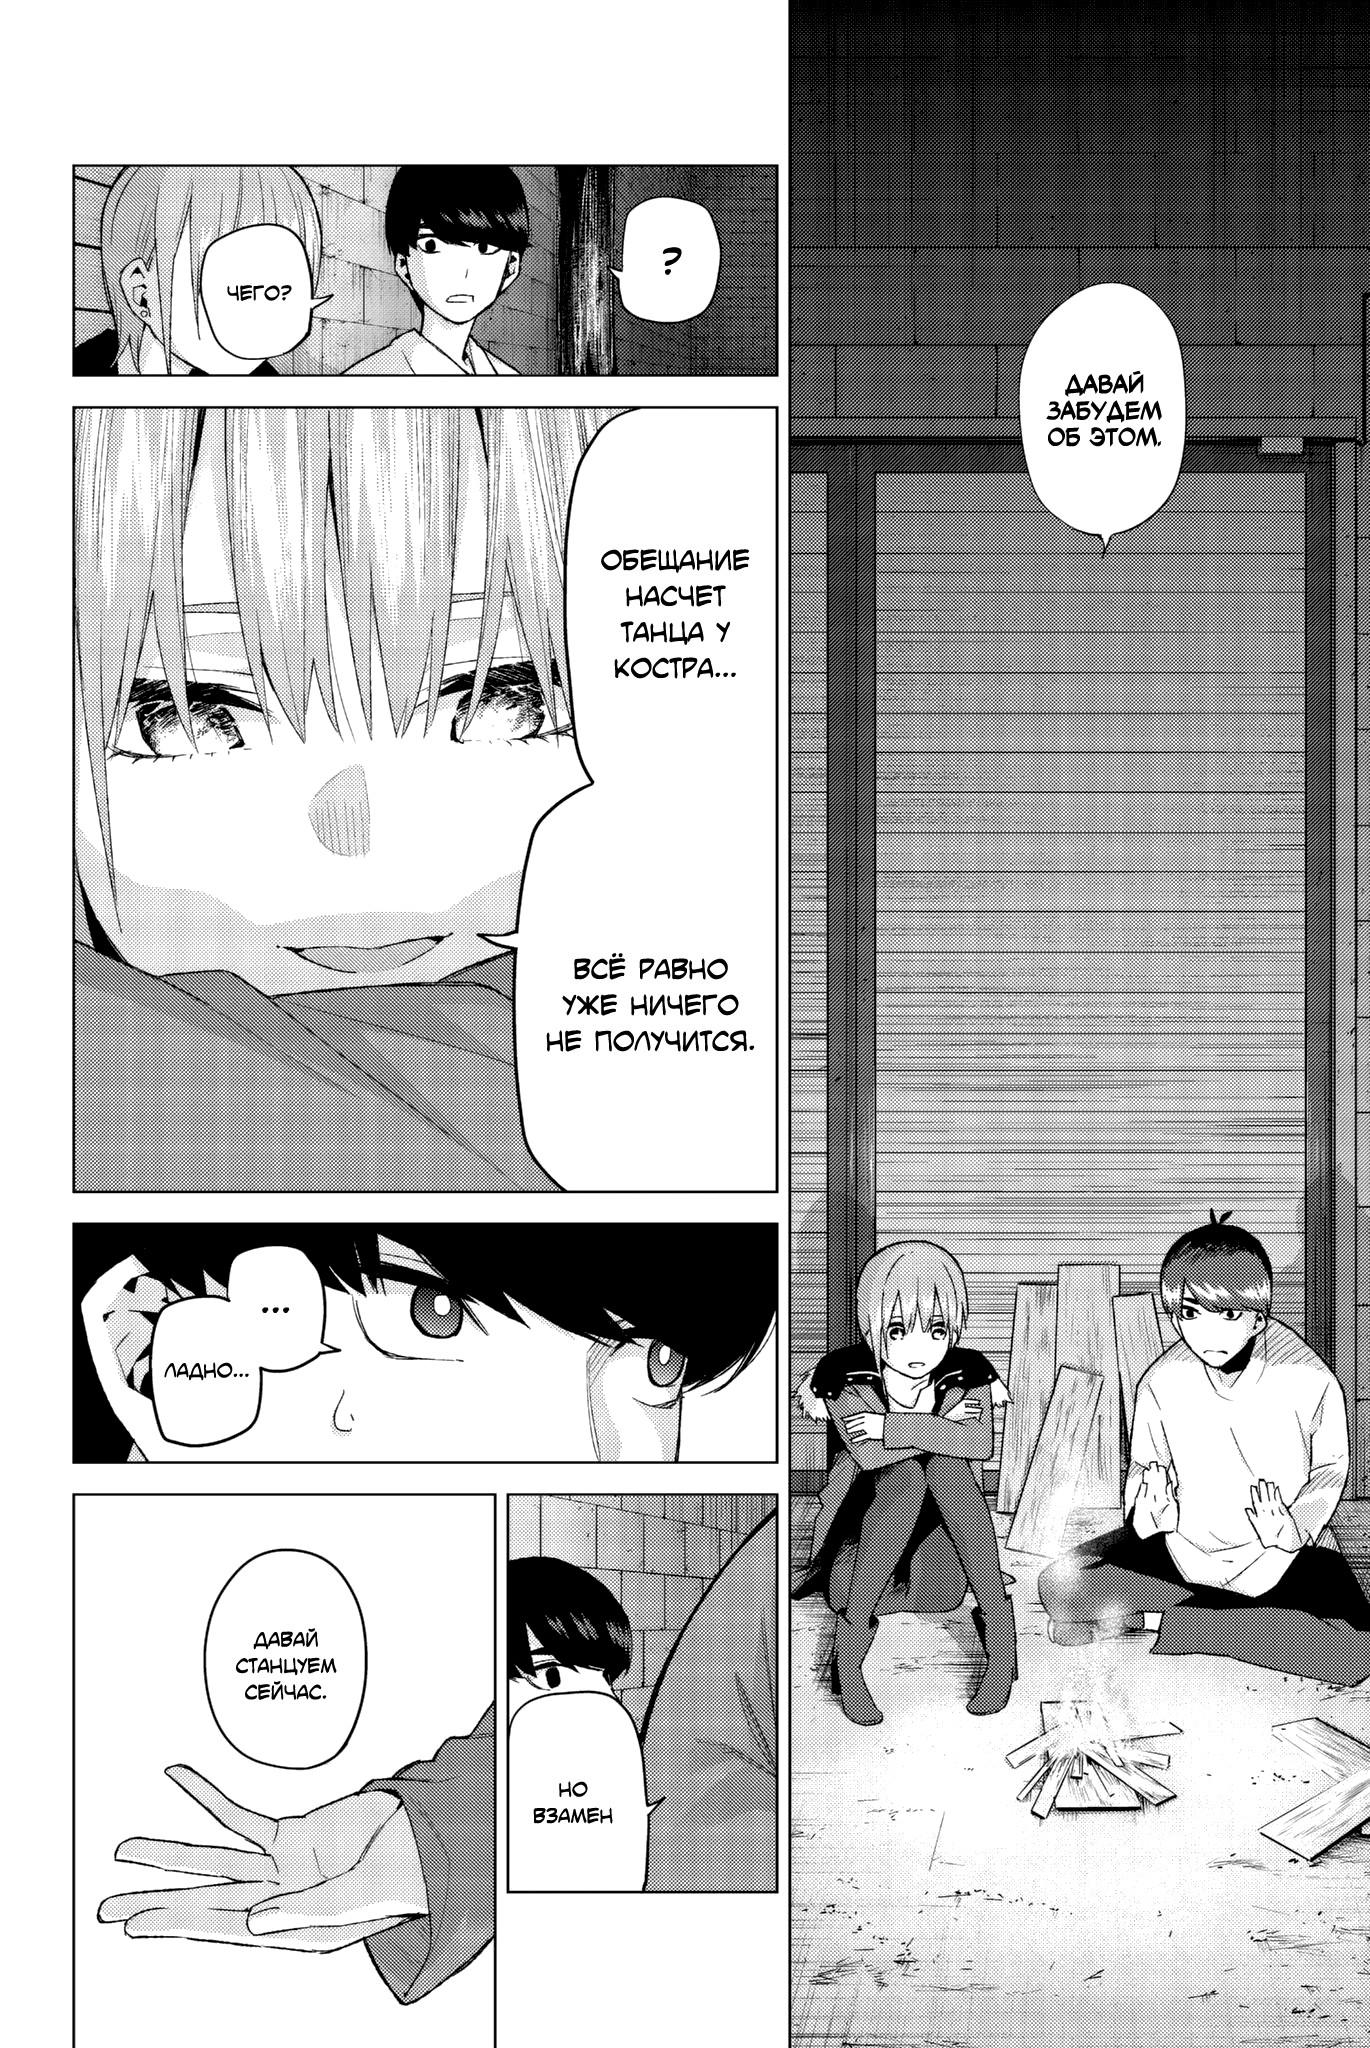 ДАВАЙ
ЗАБУДЕМ
ОБ ЭТОМ.
?
ЧЕГО?
ОБЕЩАНИЕ
НАСЧЕТ
ТАНЦА У
КОСТРА...
ВСЁ РАВНО
УЖЕ НИЧЕГО
НЕ ПОЛУЧИТСЯ.
...
ЛАДНО...
НО
ВЗАМЕН
ДАВАЙ
СТАНЦУЕМ
СЕЙЧАС.